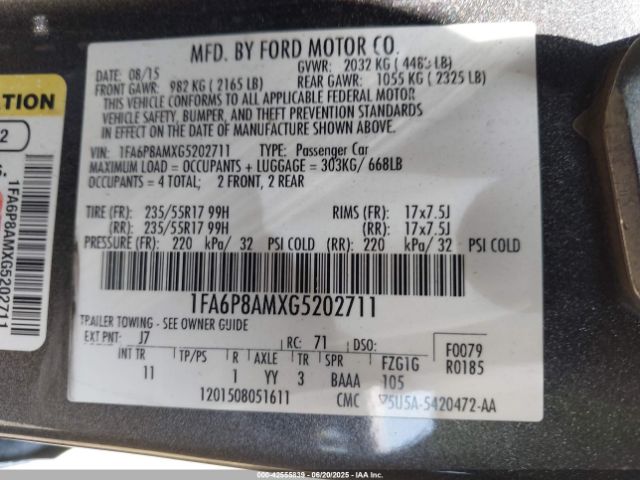 MFD. BY FORD MOTOR CO.
DATE: 08/15 GVWR: 2032 KG ( 4483 LB)
FRONT GAWR: 982 KG ( 2165 LB) REAR GAWR: 1055 KG ( 2325 LB)
THIS VEHICLE CONFORMS TO ALL APPLICABLE FEDERAL MOTOR
VEHICLE SAFETY, BUMPER, AND THEFT PREVENTION STANDARDS
IN EFFECT ON THE DATE OF MANUFACTURE SHOWN ABOVE.
VIN: 1FA6P8AMXG5202711 TYPE: Passenger Car
MAXIMUM LOAD = OCCUPANTS + LUGGAGE = 303KG/ 668LB
OCCUPANTS = 4 TOTAL; 2 FRONT, 2 REAR
TIRE (FR): 235/55R17 99H RIMS (FR): 17x7.5J
(RR): 235/55R17 99H (RR): 17x7.5J
PRESSURE (FR): 220 kPa/ 32 PSI COLD (RR): 220 kPa/ 32 PSI COLD
1FA6P8AMXG5202711
TRAILER TOWING - SEE OWNER GUIDE
EXT PNT: J7 RC: 71 DSO: F0079
INT TR TP/PS R AXLE TR SPR FZG1G R0185
11 1 YY 3 BAAA 105
1201508051611 CMC 5U5A-5420472-AA
ATION
2
1FA6P8AMXG5202711
1FA6P8AMXG5202711
IAA - 42555839 - 06/20/2025 - IAA, Inc.